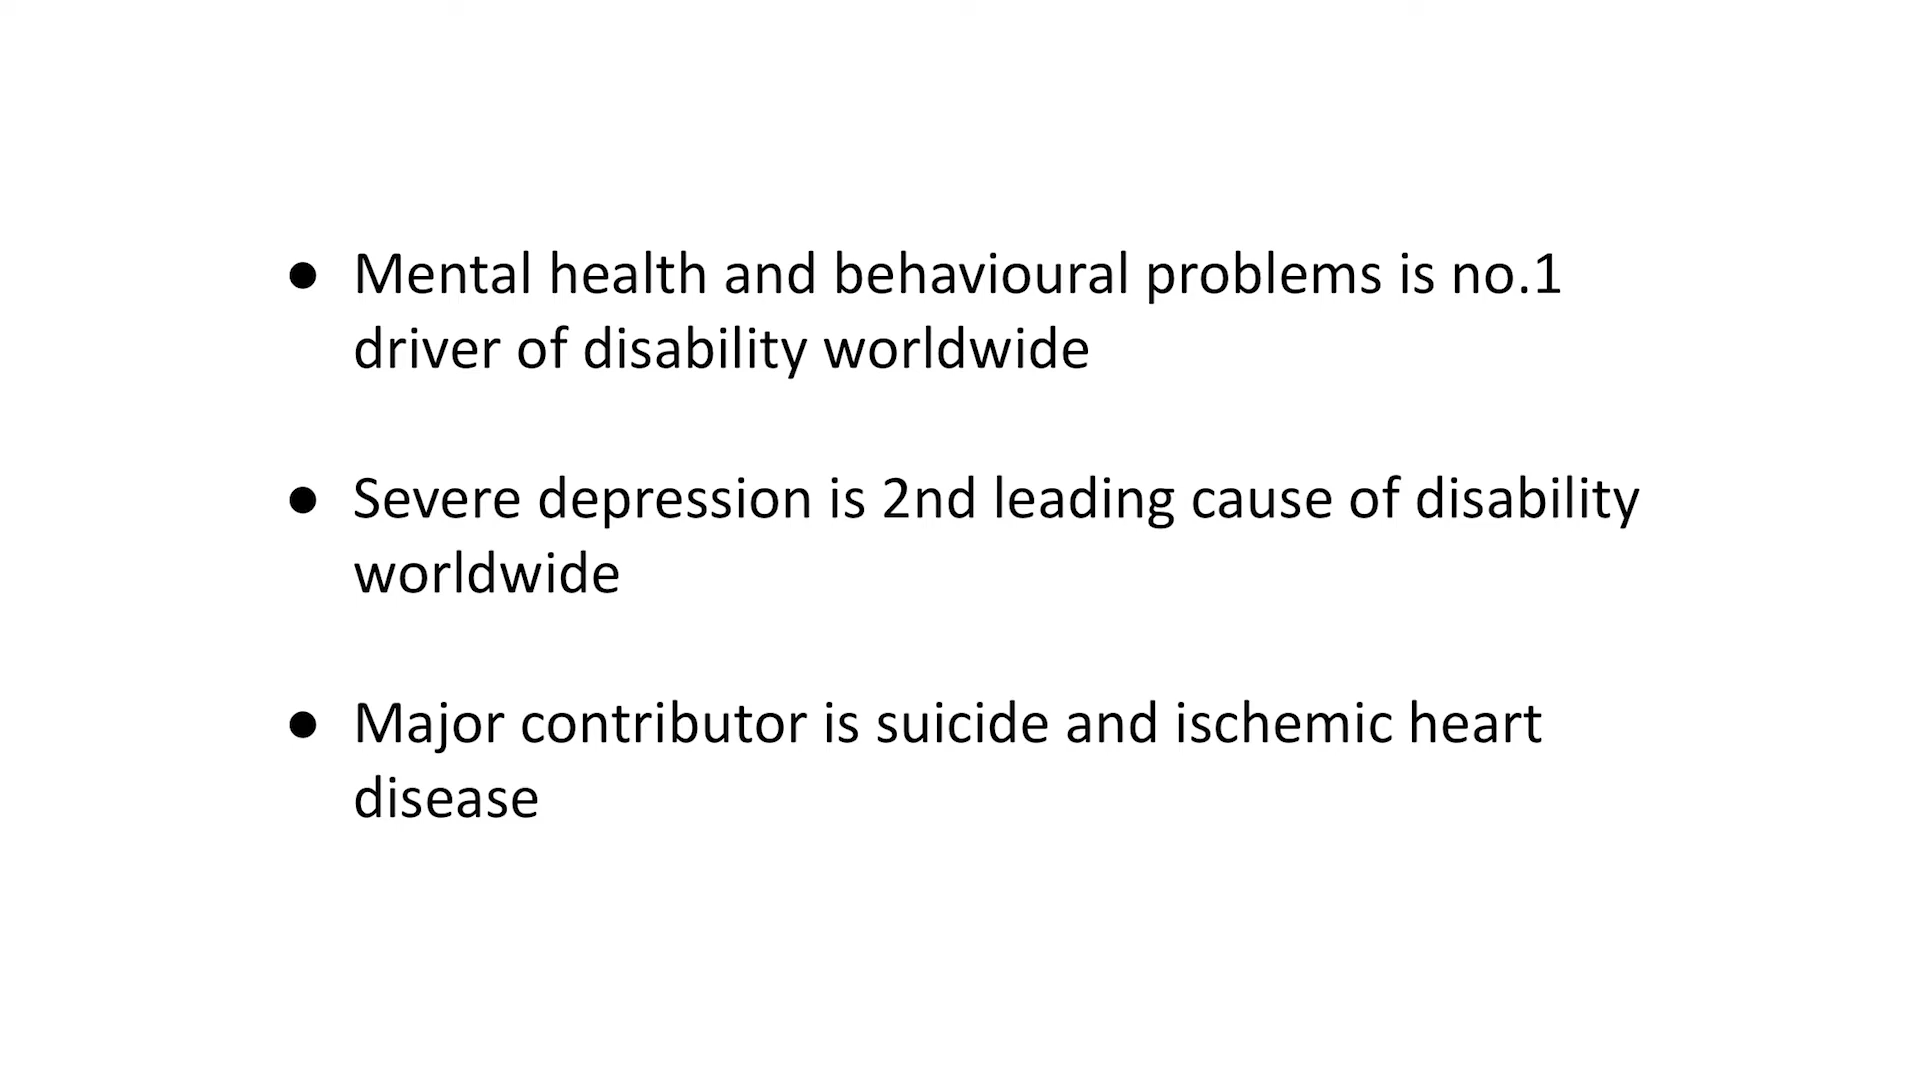 ● Mental health and behavioural problems is no.1
driver of disability worldwide
● Severe depression is 2nd leading cause of disability
worldwide
● Major contributor is suicide and ischemic heart
disease